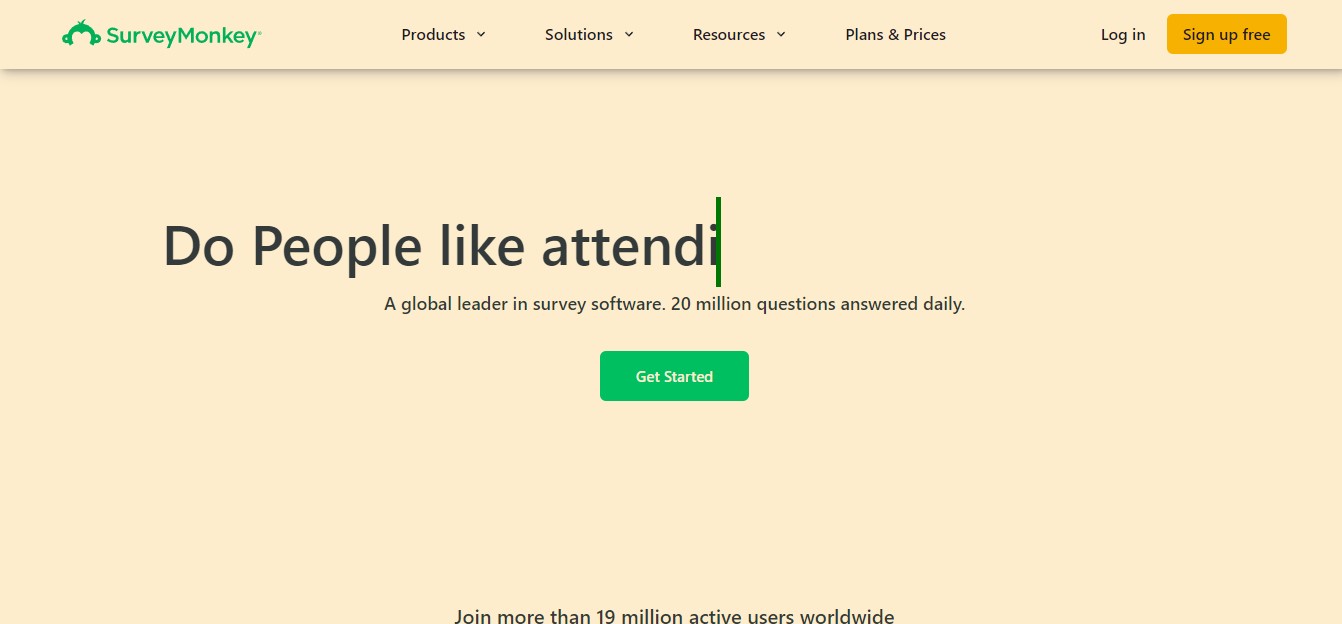 SurveyMonkey®
Products
Solutions
Resources
Plans & Prices
Log in
Sign up free
Do People like attendi
A global leader in survey software. 20 million questions answered daily.
Get Started
Join more than 19 million active users worldwide